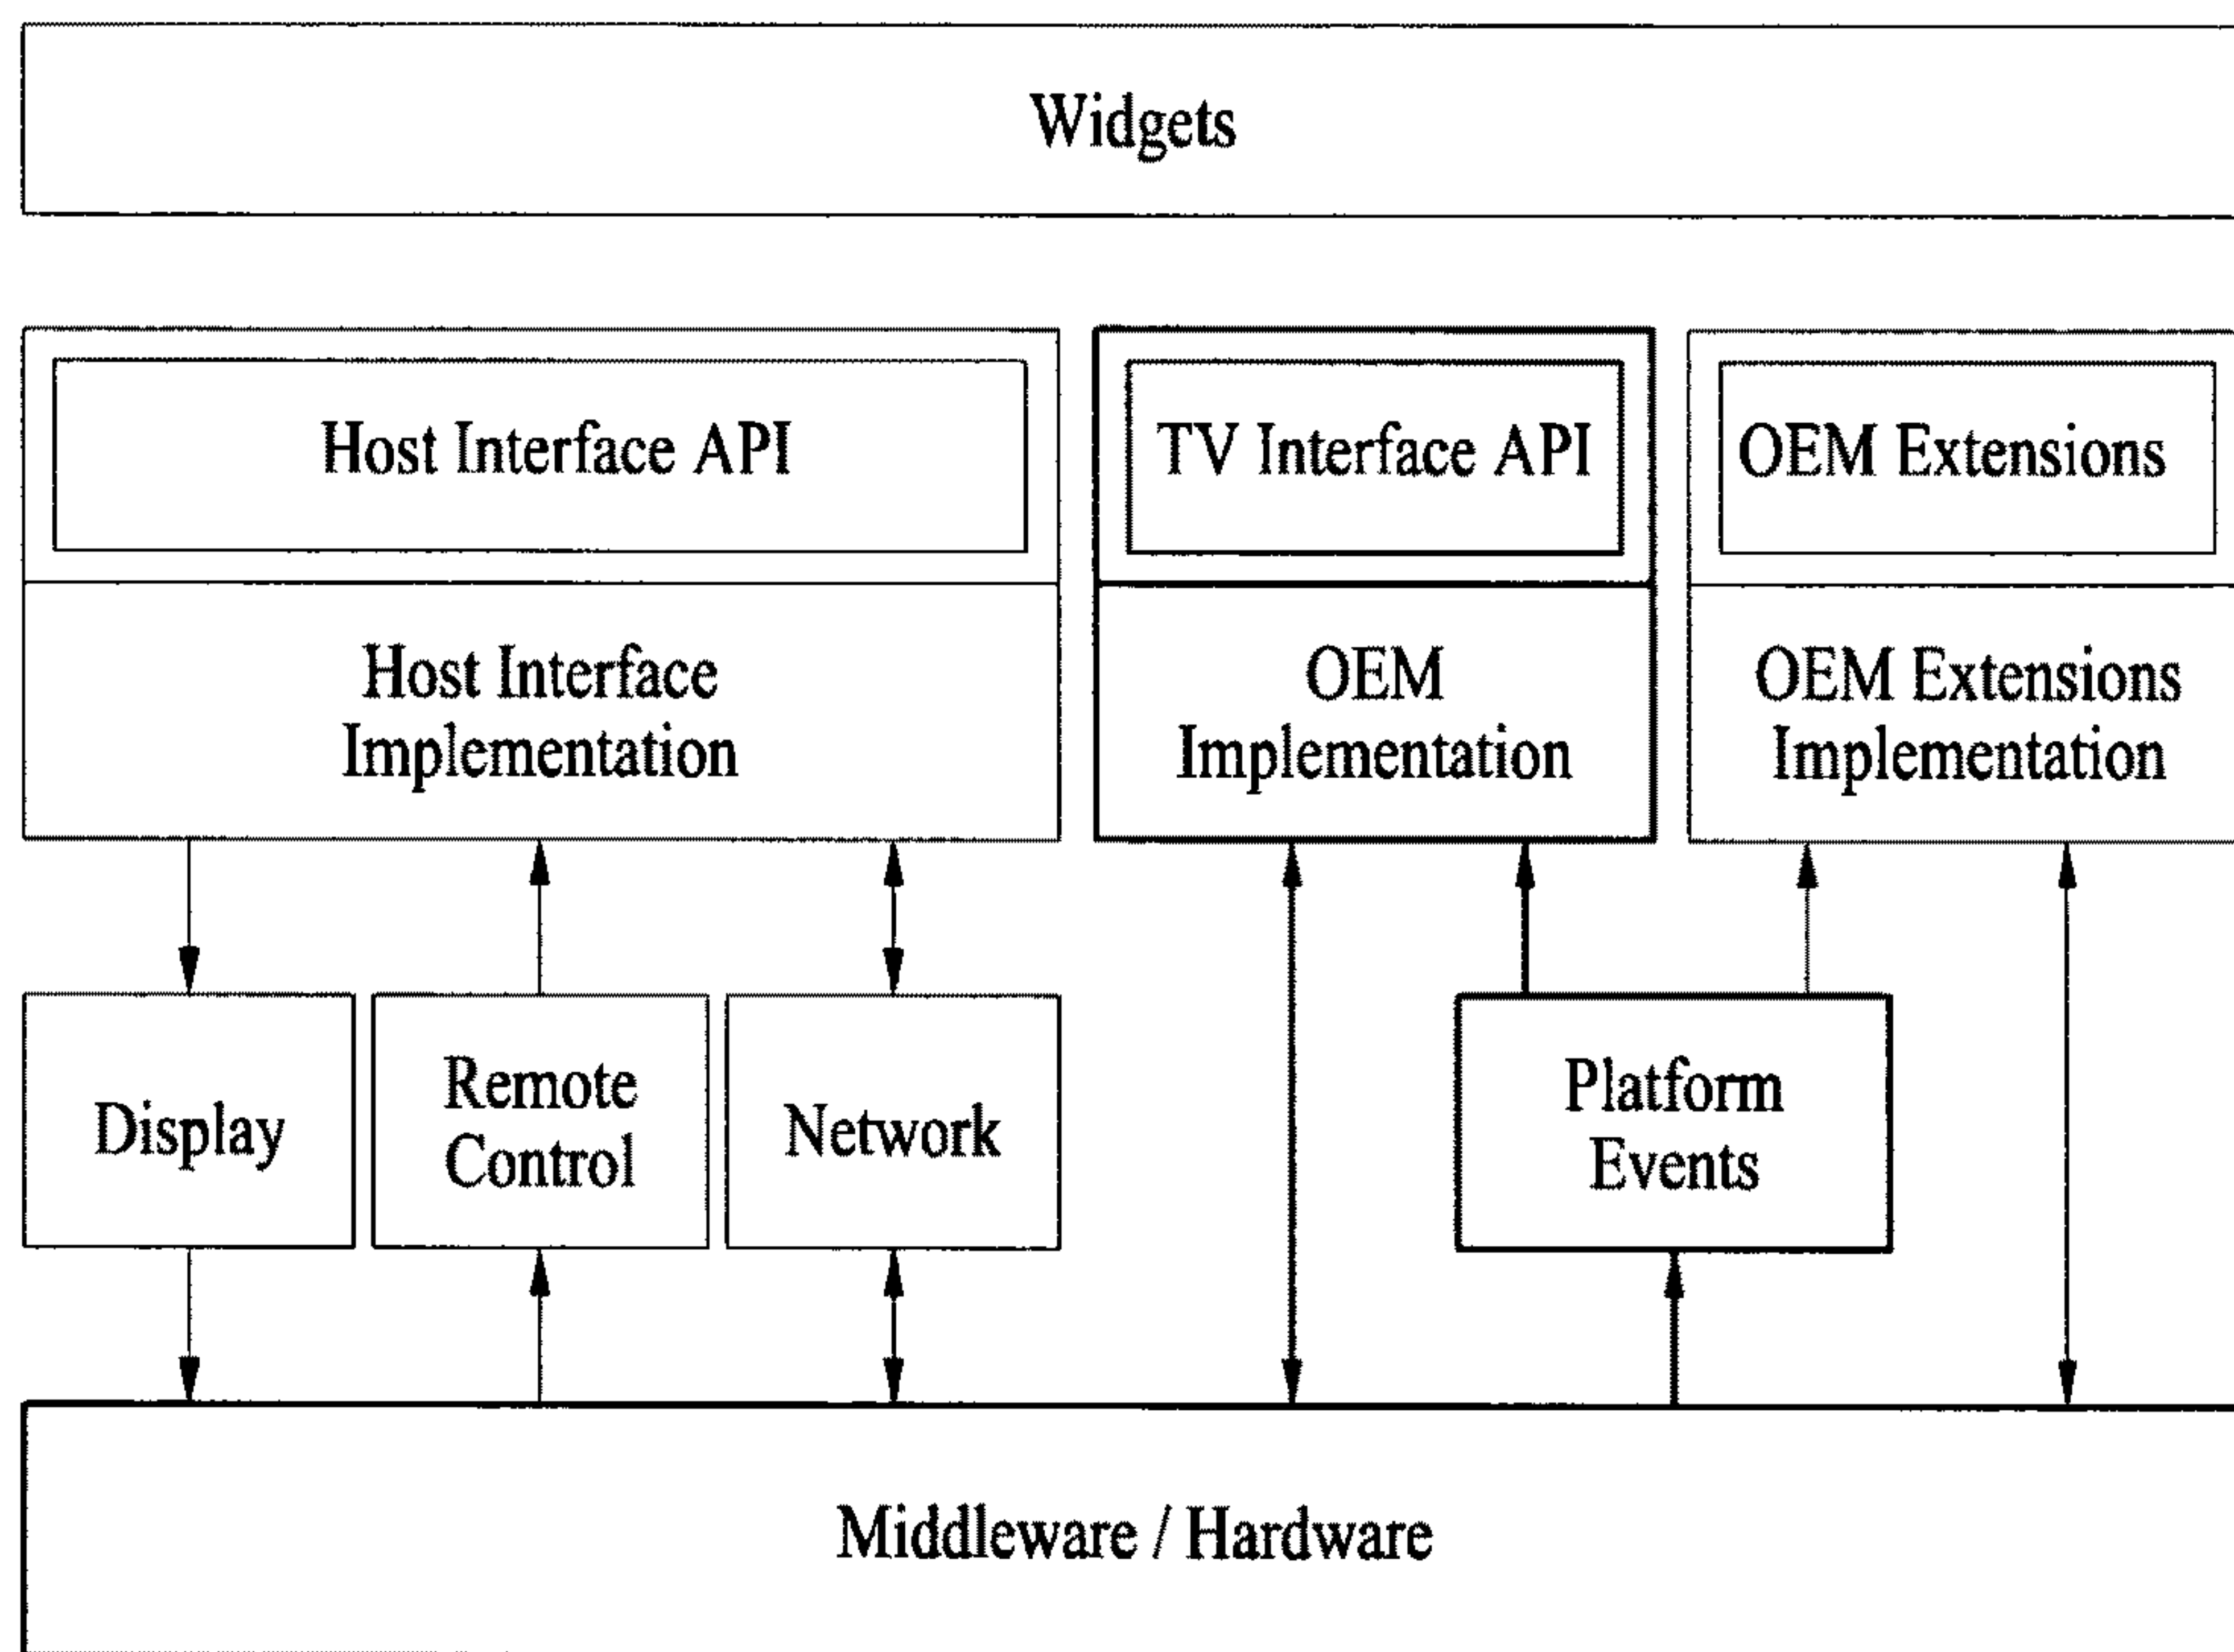 Widgets
Host Interface API
TV Interface API
OEM Extensions
Host Interface
Implementation
OEM
Implementation
OEM Extensions
Implementation
Display
Remote
Control
Network
Platform
Events
Middleware / Hardware